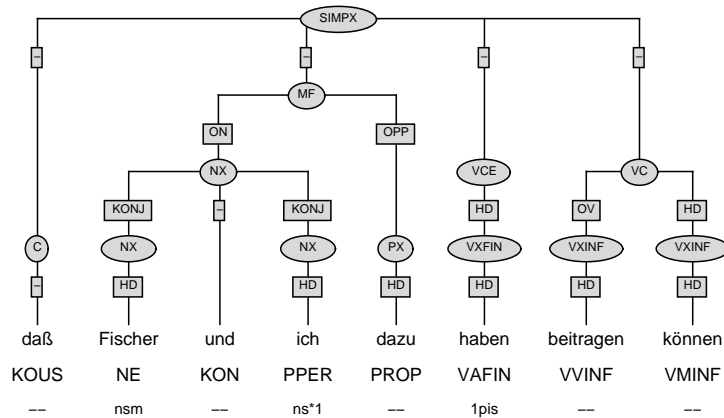 SIMPX
– – – –
MF
ON OPP
NX VCE VC
KONJ – KONJ HD OV HD
C NX NX PX VXFIN VXINF VXINF
– HD HD HD HD HD HD
daß Fischer und ich dazu haben beitragen können
KOUS NE KON PPER PROP VAFIN VVINF VMINF
–– nsm –– ns*1 –– 1pis –– ––